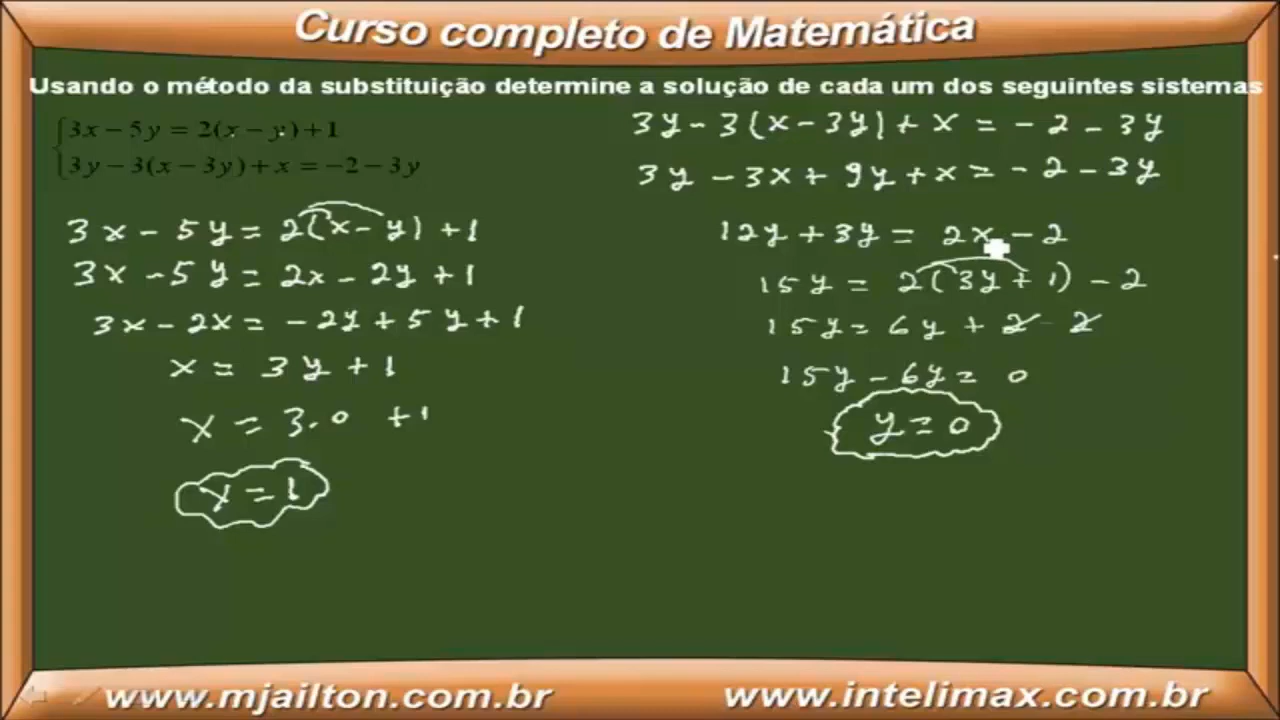 Curso completo de Matemática
Usando o método da substituição determine a solução de cada um dos seguintes sistemas
3x − 5y = 2(x − y) + 1
3y − 3(x − 3y) + x = −2 − 3y
3x − 5y = 2(x − y) + 1
3x − 5y = 2x − 2y + 1
3x − 2x = −2y + 5y + 1
x = 3y + 1
x = 3.0 + 1
x = 1
3y − 3(x − 3y) + x = −2 − 3y
3y − 3x + 9y + x = −2 − 3y
12y + 3y = 2x − 2
15y = 2(3y + 1) − 2
15y = 6y + 2 − 2
15y − 6y = 0
y = 0
www.mjailton.com.br
www.intelimax.com.br